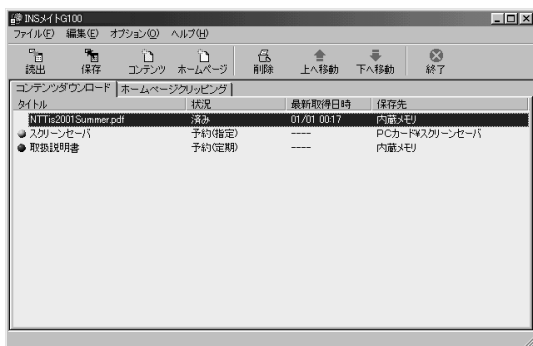 INSメイトG100
ファイル(F) 編集(E) オプション(O) ヘルプ(H)
読出 保存 コンテンツ ホームページ 削除 上へ移動 下へ移動 終了
コンテンツダウンロード ホームページクリッピング
タイトル 状況 最新取得日時 保存先
NTTis2001Summer.pdf 済み 01/01 00:17 内蔵メモリ
スクリーンセーバ 予約(指定) ---- PCカード¥スクリーンセーバ
取扱説明書 予約(定期) ---- 内蔵メモリ